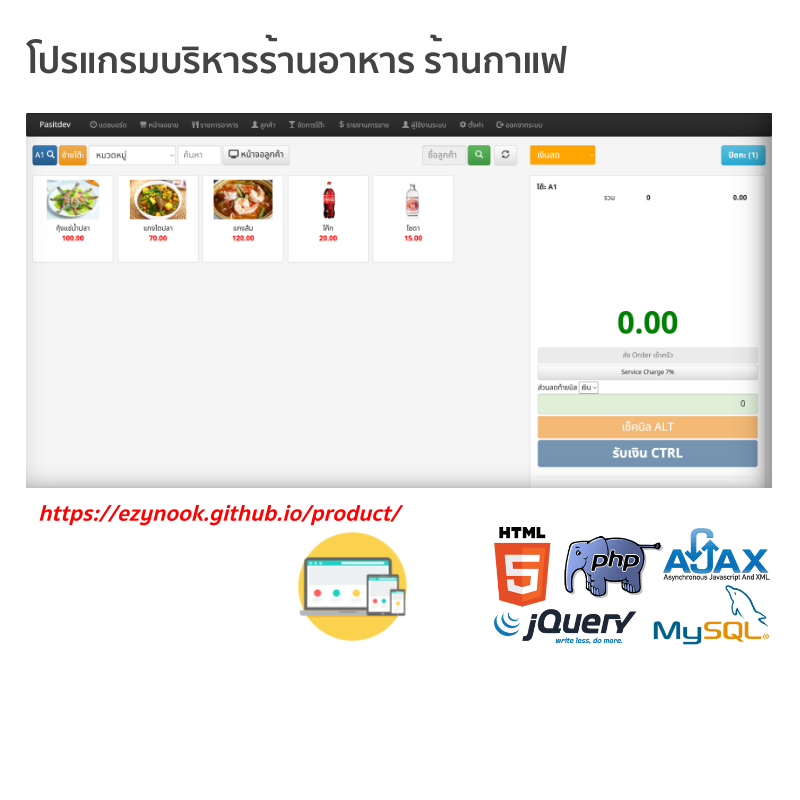 โปรแกรมบริหารร้านอาหาร ร้านกาแฟ
Pasitdev แดชบอร์ด หน้าจอขาย รายการอาหาร ลูกค้า จัดการโต๊ะ $ รายงานการขาย ผู้ใช้งานระบบ ตั้งค่า ออกจากระบบ
A1 ย้ายโต๊ะ หมวดหมู่ ค้นหา หน้าจอลูกค้า ชื่อลูกค้า เงินสด ปิดกะ (1)
โต๊ะ A1
รวม 0 0.00
กุ้งแช่น้ำปลา แกงไตปลา แกงส้ม โค๊ก โซดา
100.00 70.00 120.00 20.00 15.00
0.00
ส่ง Order เข้าครัว
Service Charge 7%
ส่วนลดท้ายบิล เงิน
0
เช็คบิล ALT
รับเงิน CTRL
https://ezynook.github.io/product/
HTML
5
php
AJAX
Asynchronous Javascript And XML
jQuery
write less, do more.
MySQL®